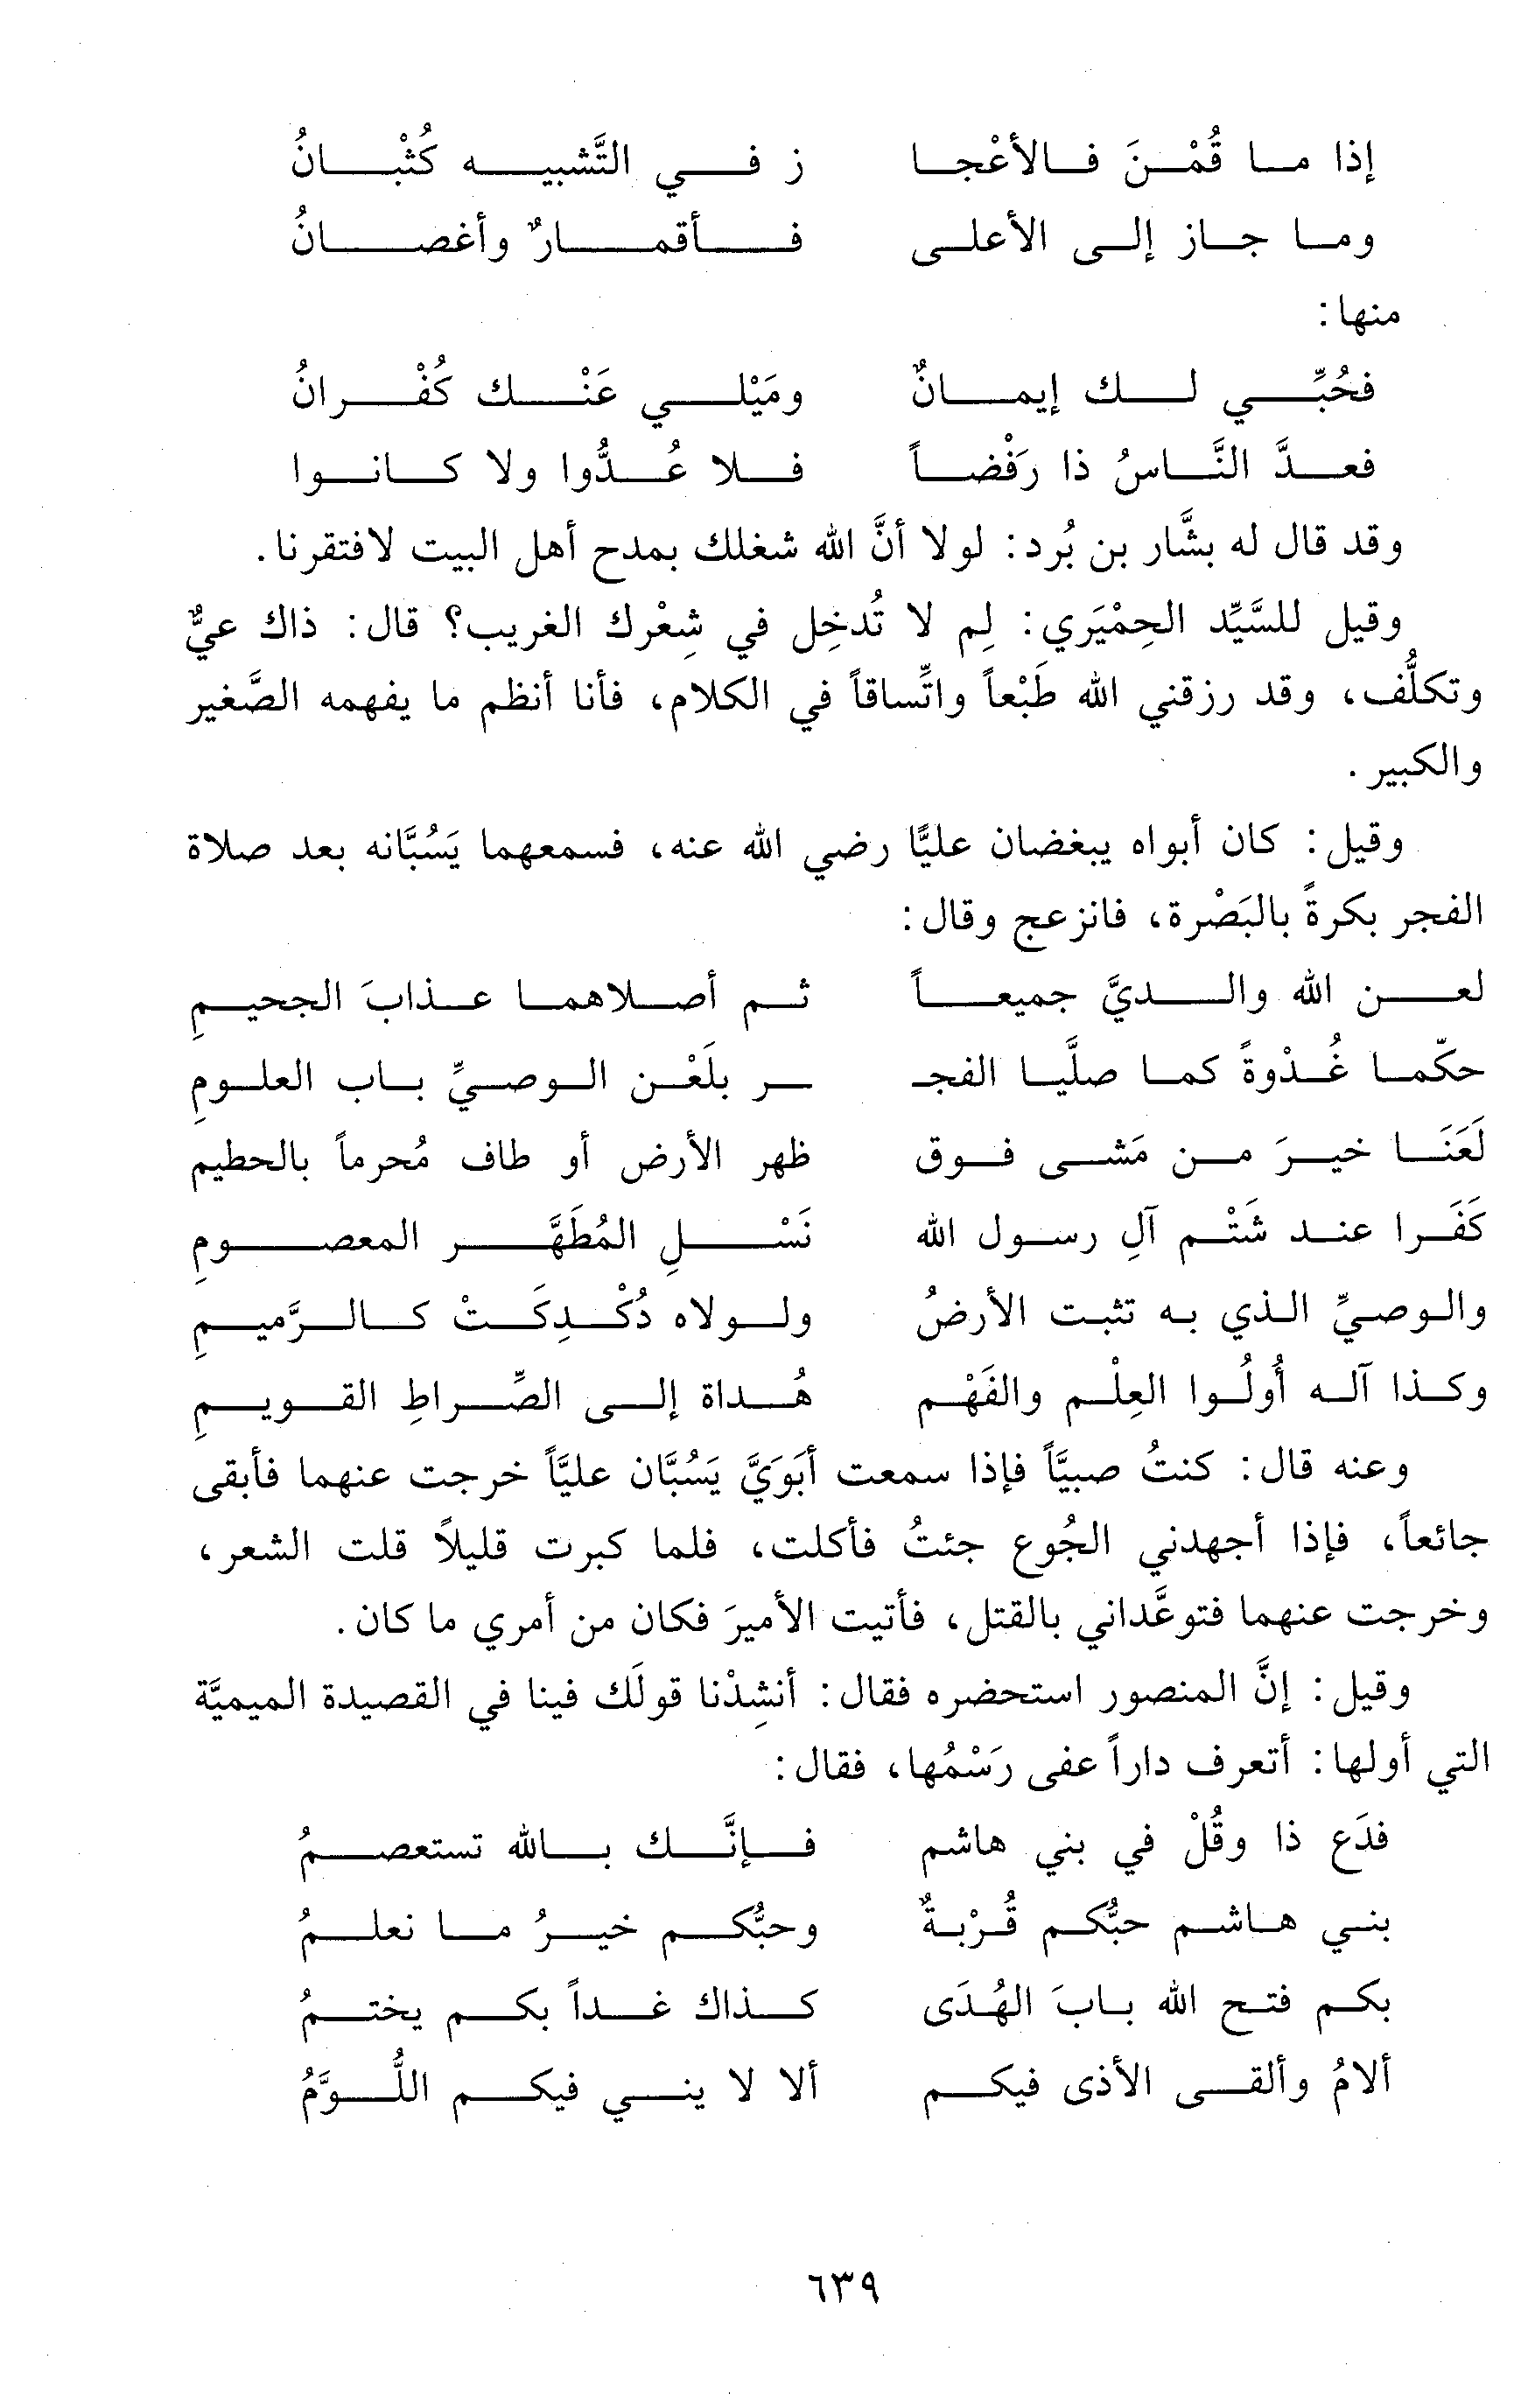 إذا ما قُمْنَ فالأعْجا ز في التَّشبيه كُثْبانُ
وما جاز إلى الأعلى فأقمارٌ وأغصانُ
منها:
فحُبِّي لك إيمانٌ ومَيْلي عَنْك كُفْرانُ
فعدَّ النَّاسُ ذا رَفْضاً فلا عُدُّوا ولا كانوا
وقد قال له بشَّار بن بُرد: لولا أنَّ الله شغلك بمدح أهل البيت لافتقرنا.
وقيل للسَّيِّد الحِمْيَري: لِم لا تُدخِل في شِعْرك الغريب؟ قال: ذاك عيٌّ
وتكلُّف، وقد رزقني الله طَبْعاً واتِّساقاً في الكلام، فأنا أنظم ما يفهمه الصَّغير
والكبير.
وقيل: كان أبواه يبغضان عليًّا رضي الله عنه، فسمعهما يَسُبَّانه بعد صلاة
الفجر بكرةً بالبَصْرة، فانزعج وقال:
لعن الله والديَّ جميعاً ثم أصلاهما عذابَ الجحيمِ
حكّما غُدْوةً كما صلَّيا الفجـ ـر بلَعْن الوصيِّ باب العلومِ
لَعَنَا خيرَ من مَشى فوق ظهر الأرض أو طاف مُحرماً بالحطيم
كَفَرا عند شَتْم آلِ رسول الله نَسْلِ المُطَهَّر المعصومِ
والوصيِّ الذي به تثبت الأرضُ ولولاه دُكْدِكَتْ كالرَّميمِ
وكذا آله أُولُوا العِلْم والفَهْم هُداة إلى الصِّراطِ القويمِ
وعنه قال: كنتُ صبيَّاً فإذا سمعت أبَوَيَّ يَسُبَّان عليَّاً خرجت عنهما فأبقى
جائعاً، فإذا أجهدني الجُوع جئتُ فأكلت، فلما كبرت قليلاً قلت الشعر،
وخرجت عنهما فتوعَّداني بالقتل، فأتيت الأميرَ فكان من أمري ما كان.
وقيل: إنَّ المنصور استحضره فقال: أنشِدْنا قولَك فينا في القصيدة الميميَّة
التي أولها: أتعرف داراً عفى رَسْمُها، فقال:
فدَع ذا وقُلْ في بني هاشم فإنَّك بالله تستعصمُ
بني هاشم حبُّكم قُرْبةٌ وحبُّكم خيرُ ما نعلمُ
بكم فتح الله بابَ الهُدَى كذاك غداً بكم يختمُ
ألامُ وألقى الأذى فيكم ألا لا يني فيكم اللُّوَّمُ
٦٣٩